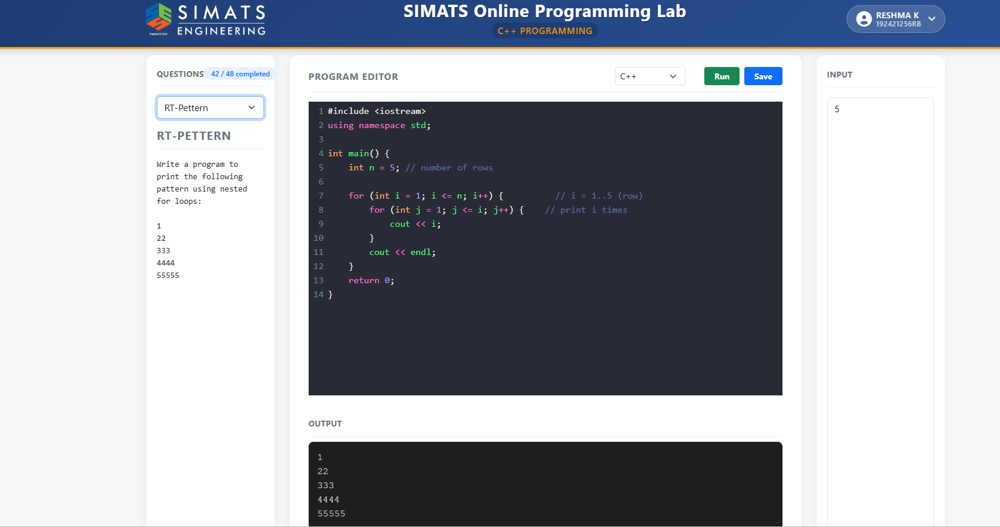 SIMATS
ENGINEERING
Engineer to Excel
SIMATS Online Programming Lab
C++ PROGRAMMING
RESHMA K
192421256RB
QUESTIONS 42 / 48 completed
RT-Pettern
RT-PETTERN
Write a program to
print the following
pattern using nested
for loops:
1
22
333
4444
55555
PROGRAM EDITOR
C++
Run
Save
1 #include <iostream>
2 using namespace std;
3
4 int main() {
5     int n = 5; // number of rows
6
7     for (int i = 1; i <= n; i++) {          // i = 1..5 (row)
8         for (int j = 1; j <= i; j++) {    // print i times
9             cout << i;
10         }
11         cout << endl;
12     }
13     return 0;
14 }
OUTPUT
1
22
333
4444
55555
INPUT
5